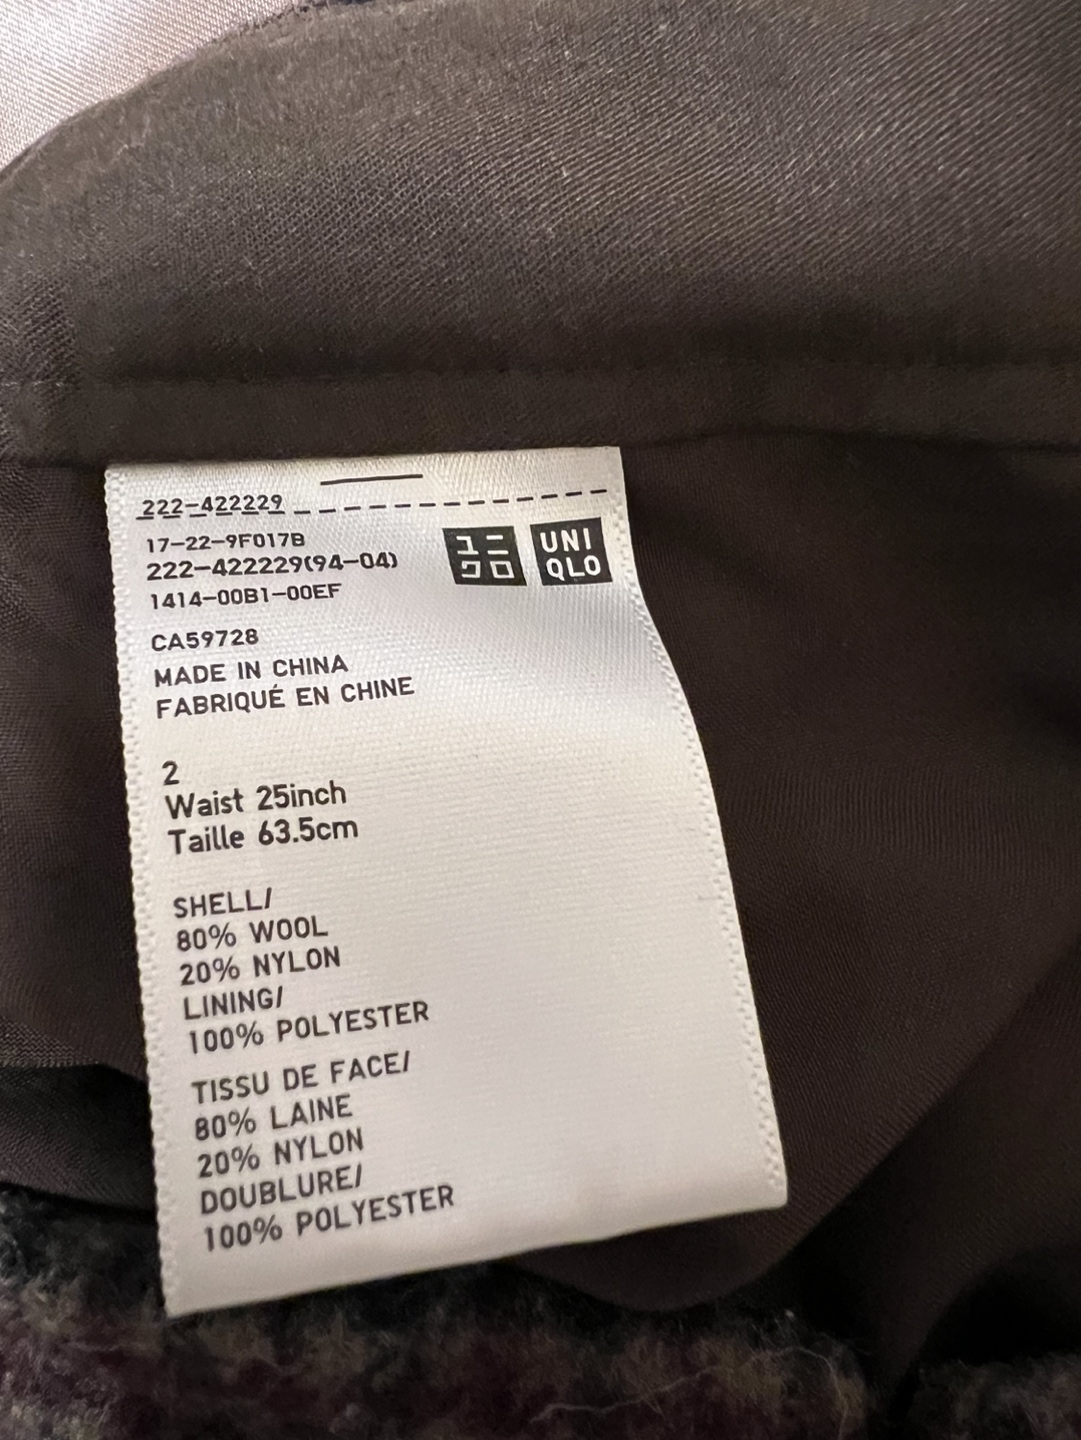 222-422229
17-22-9F017B
222-422229(94-04)
1414-00B1-00EF
ユニ
クロ
UNI
QLO
CA59728
MADE IN CHINA
FABRIQUÉ EN CHINE
2
Waist 25inch
Taille 63.5cm
SHELL/
80% WOOL
20% NYLON
LINING/
100% POLYESTER
TISSU DE FACE/
80% LAINE
20% NYLON
DOUBLURE/
100% POLYESTER